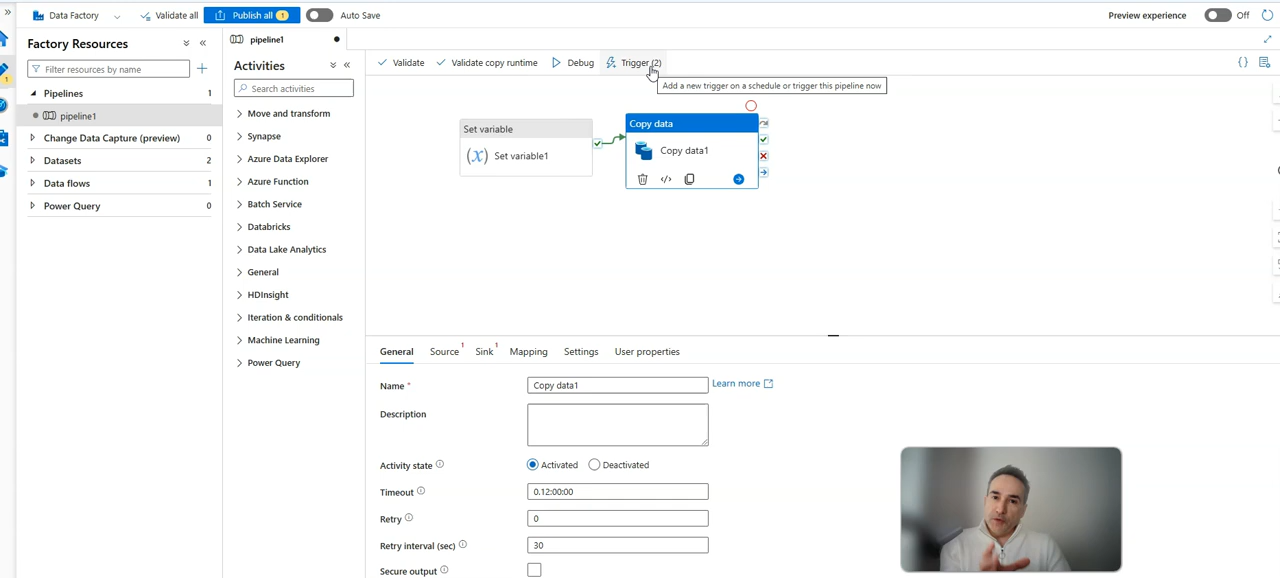 Data Factory
Validate all
Publish all 1
Auto Save
Preview experience
Off
Factory Resources
Filter resources by name
Pipelines 1
pipeline1
Change Data Capture (preview) 0
Datasets 2
Data flows 1
Power Query 0
pipeline1
Activities
Search activities
Move and transform
Synapse
Azure Data Explorer
Azure Function
Batch Service
Databricks
Data Lake Analytics
General
HDInsight
Iteration & conditionals
Machine Learning
Power Query
Validate
Validate copy runtime
Debug
Trigger (2)
Add a new trigger on a schedule or trigger this pipeline now
Set variable
(x) Set variable1
Copy data
Copy data1
General
Source 1
Sink 1
Mapping
Settings
User properties
Name *
Copy data1
Learn more
Description
Activity state
Activated
Deactivated
Timeout
0.12:00:00
Retry
0
Retry interval (sec)
30
Secure output